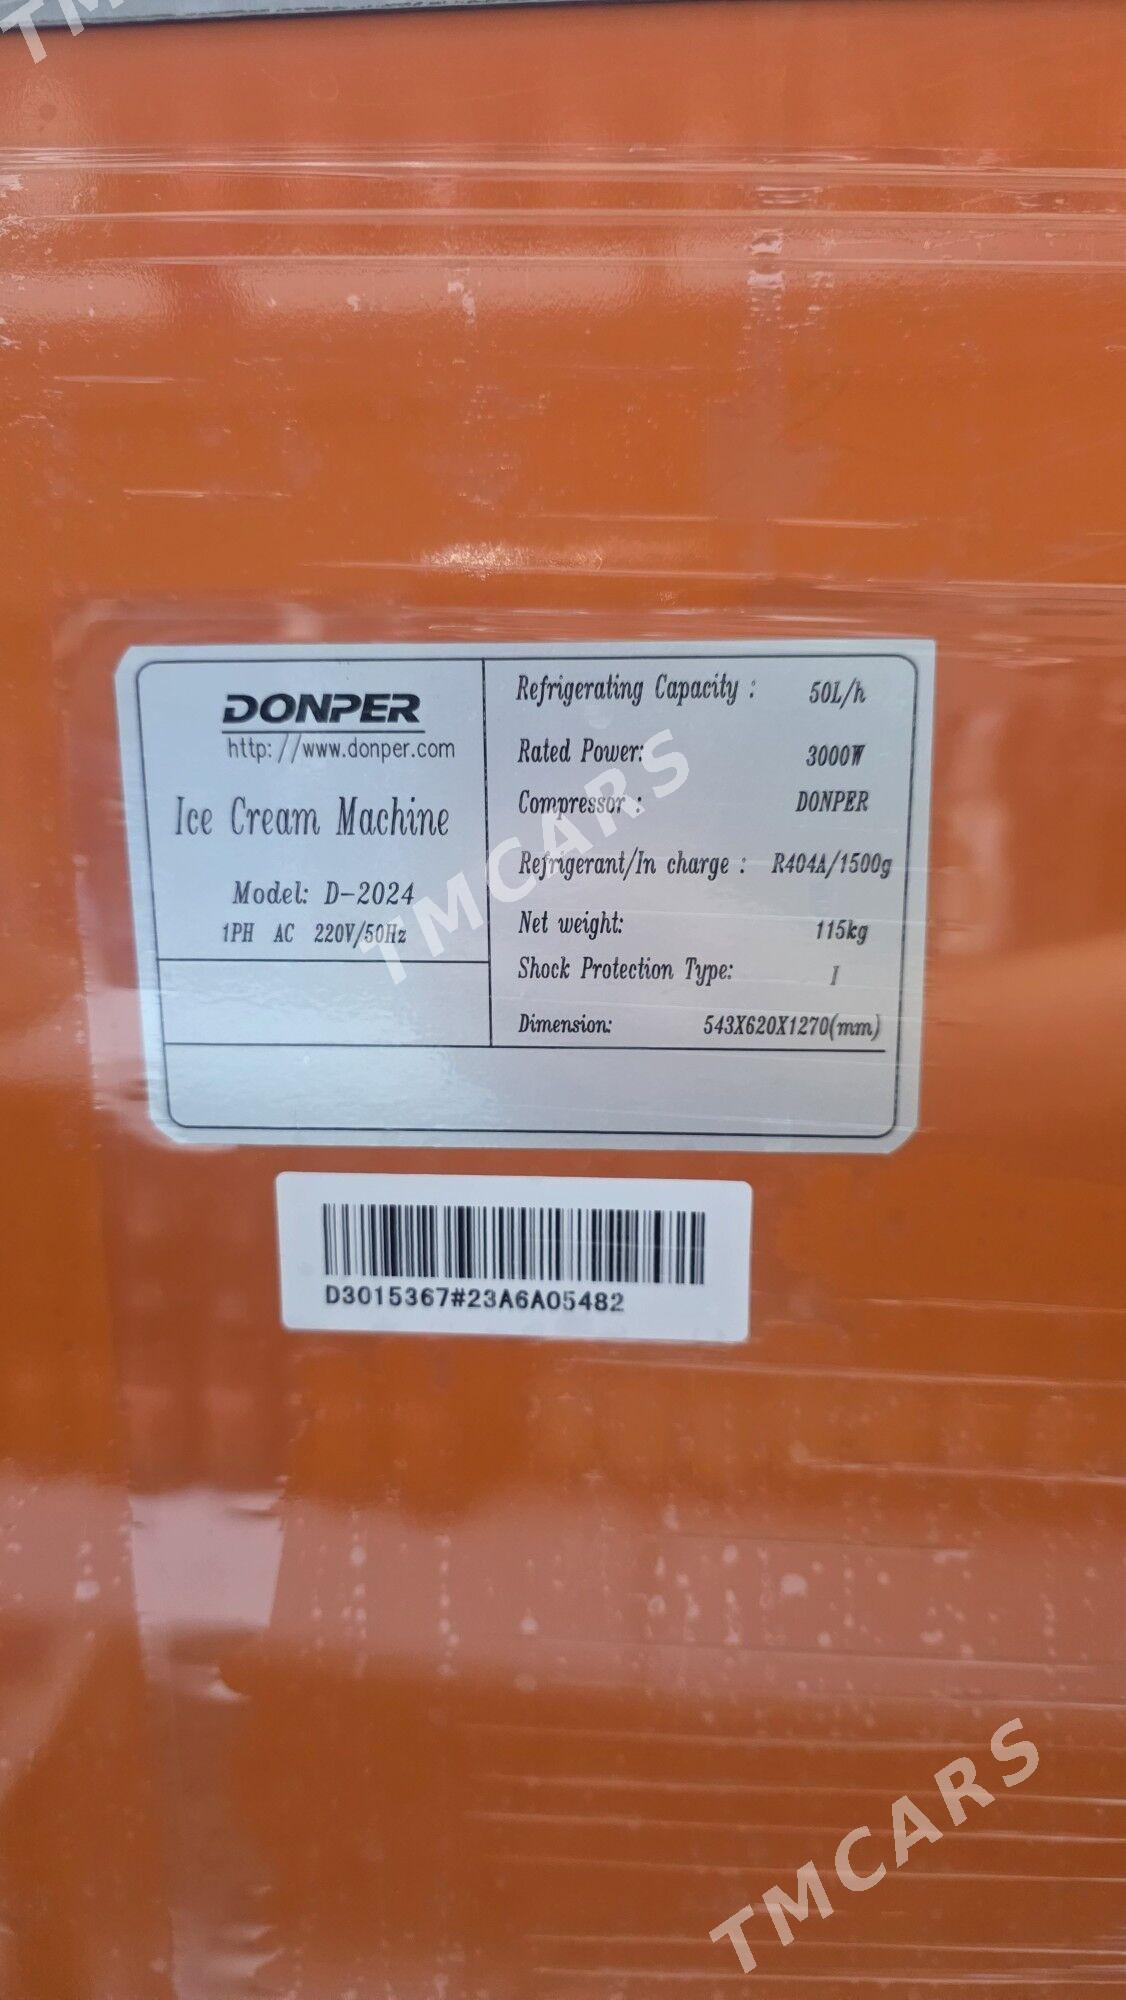 DONPER
http://www.donper.com
Ice Cream Machine
Model: D-2024
1PH AC 220V/50Hz
Refrigerating Capacity : 50L/h
Rated Power: 3000W
Compressor : DONPER
Refrigerant/In charge : R404A/1500g
Net weight: 115kg
Shock Protection Type: I
Dimension: 543X620X1270(mm)
D3015367#23A6A05482
TMCARS
TMCARS